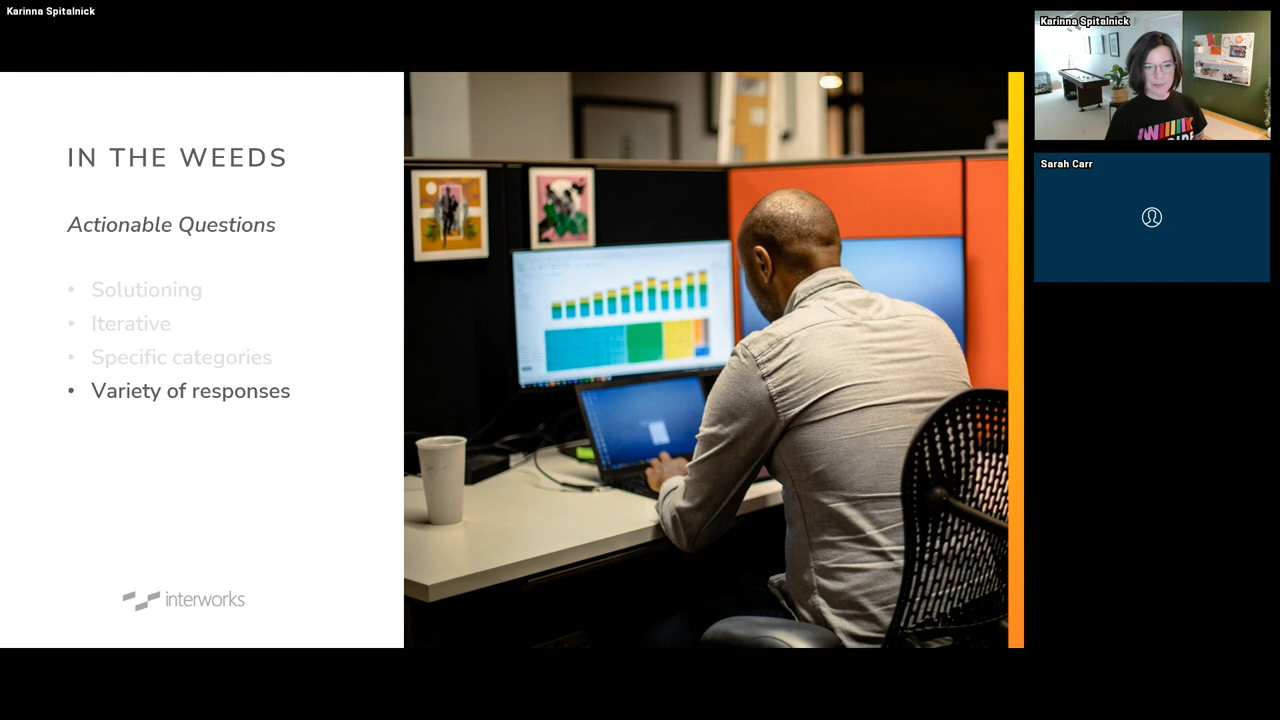 Karinna Spitalnick
IN THE WEEDS
Actionable Questions
• Solutioning
• Iterative
• Specific categories
• Variety of responses
interworks
Karinna Spitalnick
Sarah Carr